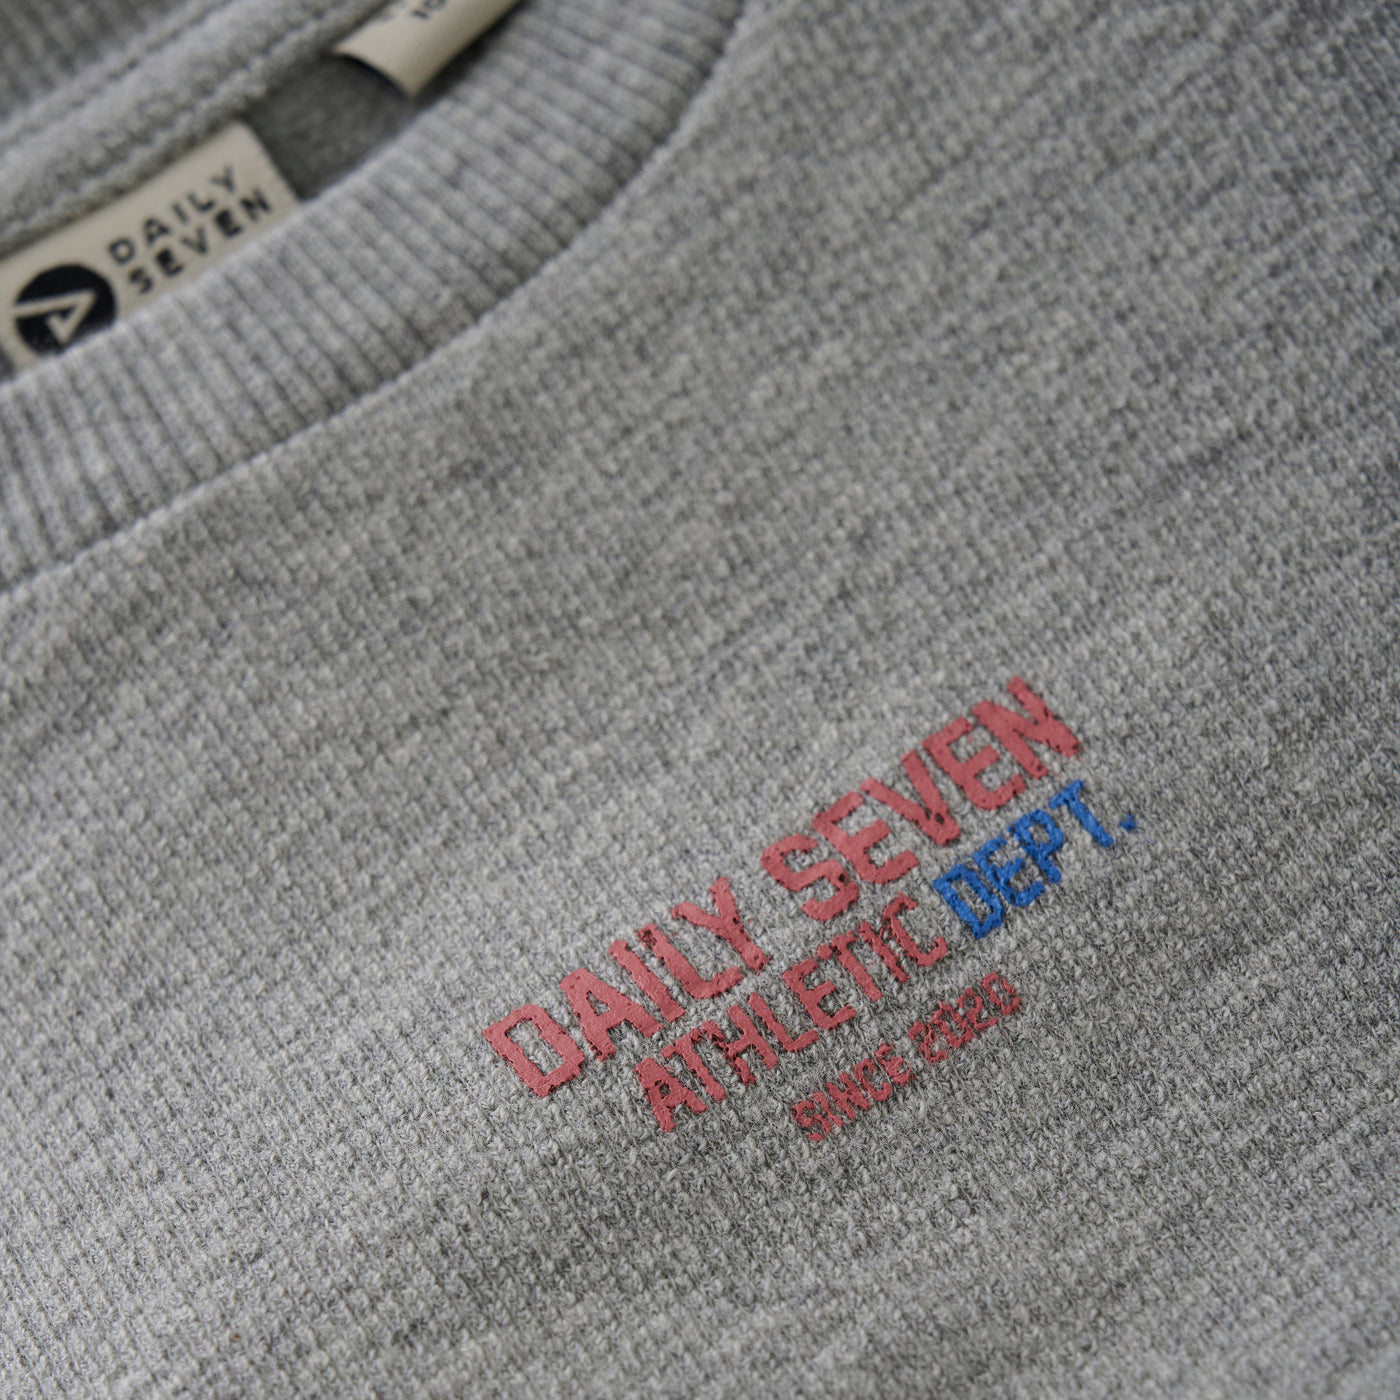 DAILY
SEVEN
DAILY SEVEN
ATHLETIC DEPT.
SINCE 2020